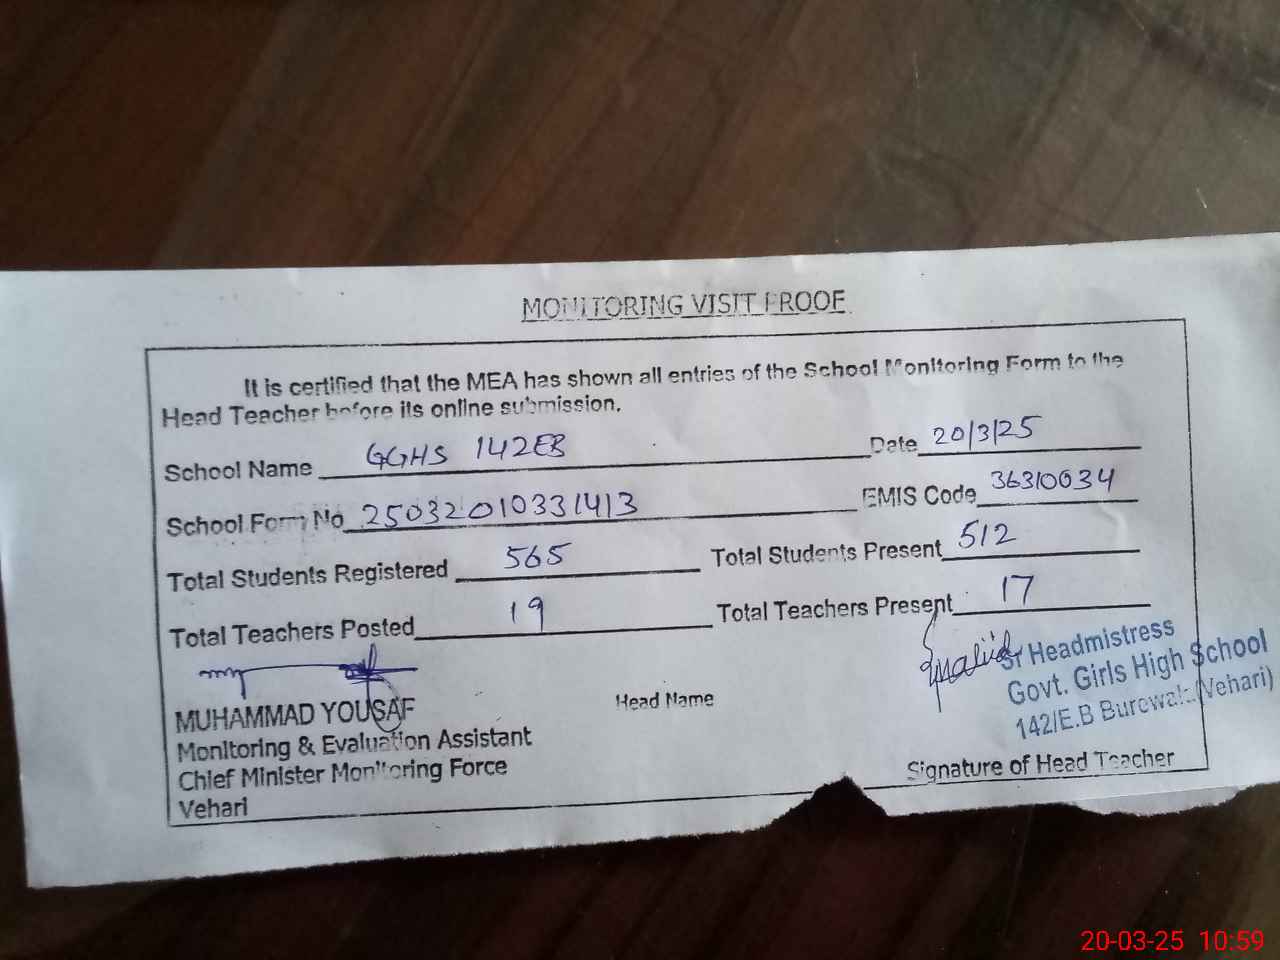 MONITORING VISIT PROOF
It is certified that the MEA has shown all entries of the School Monitoring Form to the
Head Teacher before its online submission.
School Name GGHS 142EB Date 20/3/25
School Form No 25032010331413 EMIS Code 36310034
Total Students Registered 565 Total Students Present 512
Total Teachers Posted 19 Total Teachers Present 17
MUHAMMAD YOUSAF
Monitoring & Evaluation Assistant
Chief Minister Monitoring Force
Vehari
Head Name
Sr Headmistress
Govt. Girls High School
142/E.B Burewala (Vehari)
Signature of Head Teacher
20-03-25 10:59